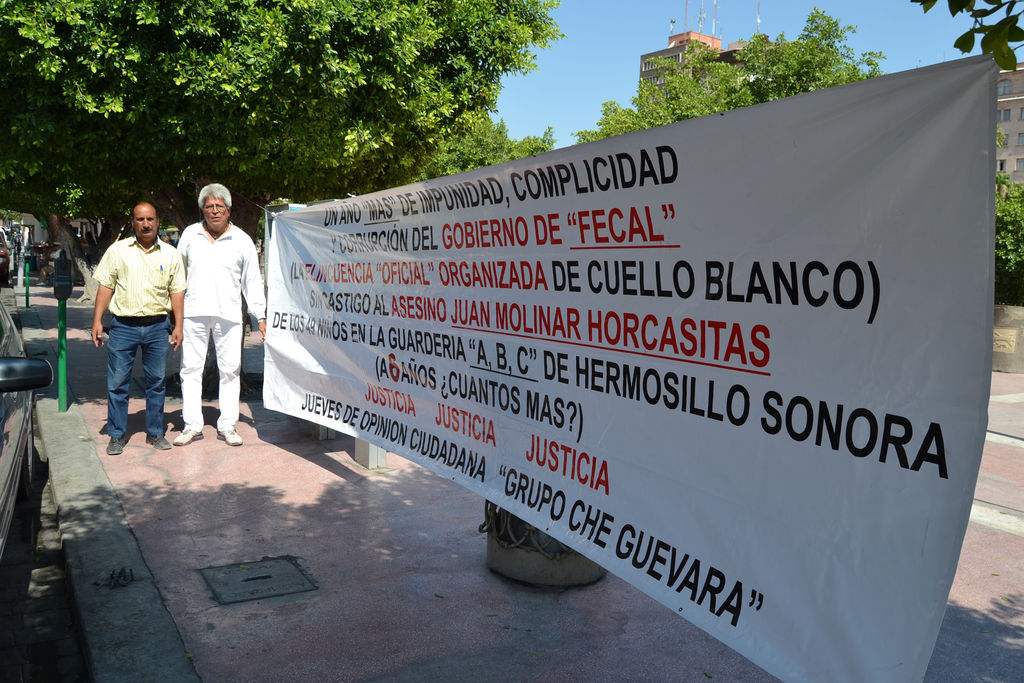 UN AÑO "MAS" DE IMPUNIDAD, COMPLICIDAD
Y CORRUPCIÓN DEL GOBIERNO DE "FECAL"
(LA DELINCUENCIA "OFICIAL" ORGANIZADA DE CUELLO BLANCO)
SIN CASTIGO AL ASESINO JUAN MOLINAR HORCASITAS
DE LOS 49 NIÑOS EN LA GUARDERIA "A, B, C" DE HERMOSILLO SONORA
(A 6 AÑOS ¿CUANTOS MAS?)
JUSTICIA JUSTICIA JUSTICIA
JUEVES DE OPINION CIUDADANA "GRUPO CHE GUEVARA"